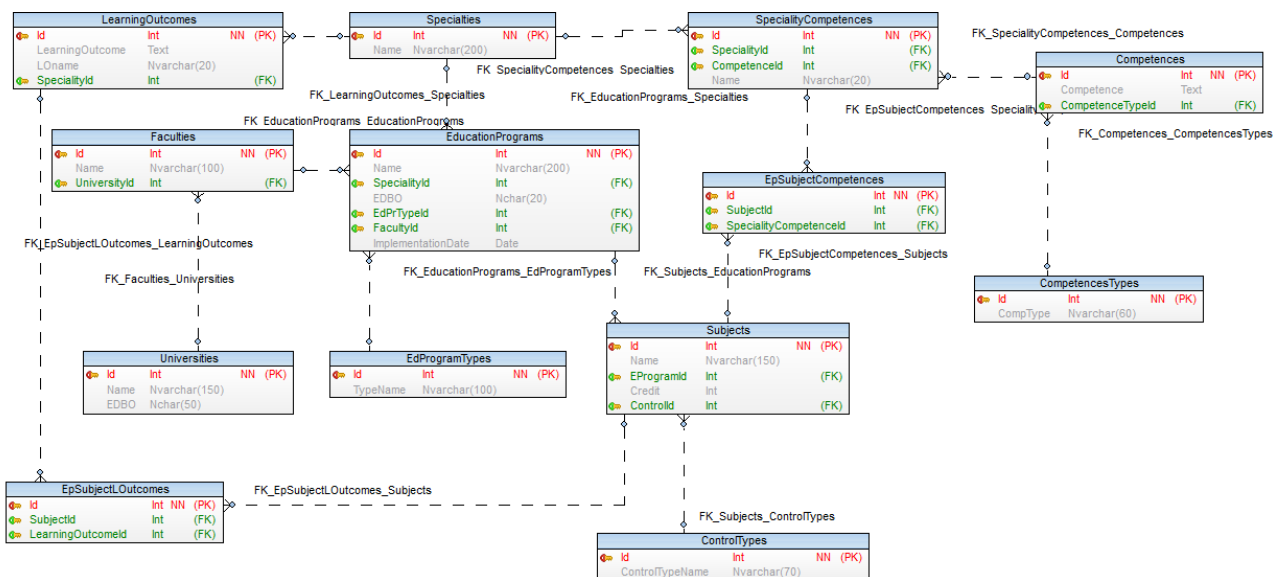 LearningOutcomes
Id Int NN (PK)
LearningOutcome Text
LOname Nvarchar(20)
SpecialityId Int (FK)
Specialties
Id Int NN (PK)
Name Nvarchar(200)
SpecialityCompetences
Id Int NN (PK)
SpecialityId Int (FK)
CompetenceId Int (FK)
Name Nvarchar(20)
FK_SpecialityCompetences_Competences
Competences
Id Int NN (PK)
Competence Text
CompetenceTypeId Int (FK)
FK_SpecialityCompetences_Specialties
FK_LearningOutcomes_Specialties
FK_EducationPrograms_Specialties
FK_EpSubjectCompetences_Speciality
FK_EducationPrograms_EducationPrograms
FK_Competences_CompetencesTypes
Faculties
Id Int NN (PK)
Name Nvarchar(100)
UniversityId Int (FK)
EducationPrograms
Id Int NN (PK)
Name Nvarchar(200)
SpecialityId Int (FK)
EDBO Nchar(20)
EdPrTypeId Int (FK)
FacultyId Int (FK)
ImplementationDate Date
EpSubjectCompetences
Id Int NN (PK)
SubjectId Int (FK)
SpecialityCompetenceId Int (FK)
FK_EpSubjectLOutcomes_LearningOutcomes
FK_EpSubjectCompetences_Subjects
FK_Faculties_Universities
FK_EducationPrograms_EdProgramTypes
FK_Subjects_EducationPrograms
CompetencesTypes
Id Int NN (PK)
CompType Nvarchar(60)
Universities
Id Int NN (PK)
Name Nvarchar(150)
EDBO Nchar(50)
EdProgramTypes
Id Int NN (PK)
TypeName Nvarchar(100)
Subjects
Id Int NN (PK)
Name Nvarchar(150)
EProgramId Int (FK)
Credit Int
ControlId Int (FK)
EpSubjectLOutcomes
Id Int NN (PK)
SubjectId Int (FK)
LearningOutcomeId Int (FK)
FK_EpSubjectLOutcomes_Subjects
FK_Subjects_ControlTypes
ControlTypes
Id Int NN (PK)
ControlTypeName Nvarchar(70)